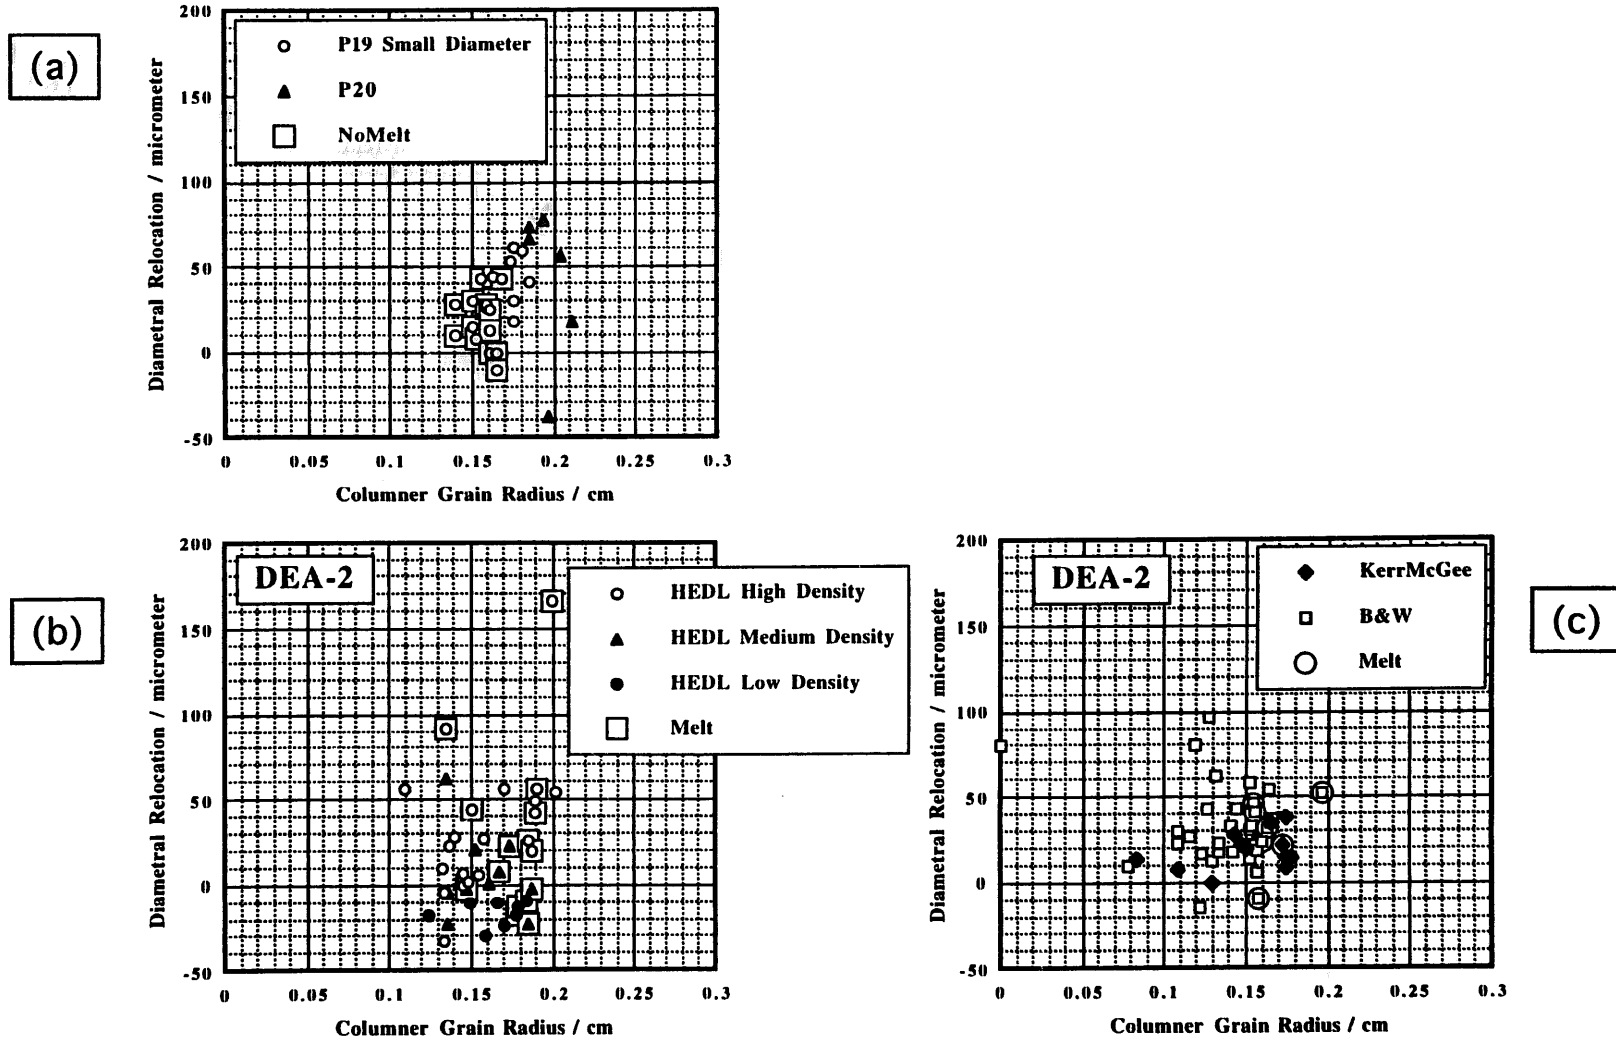 (a)
200
150
100
50
0
-50
0 0.05 0.1 0.15 0.2 0.25 0.3
Diametral Relocation / micrometer
Columner Grain Radius / cm
P19 Small Diameter
P20
NoMelt
(b)
200
150
100
50
0
-50
0 0.05 0.1 0.15 0.2 0.25 0.3
Diametral Relocation / micrometer
Columner Grain Radius / cm
DEA-2
HEDL High Density
HEDL Medium Density
HEDL Low Density
Melt
(c)
200
150
100
50
0
-50
0 0.05 0.1 0.15 0.2 0.25 0.3
Diametral Relocation / micrometer
Columner Grain Radius / cm
DEA-2
KerrMcGee
B&W
Melt